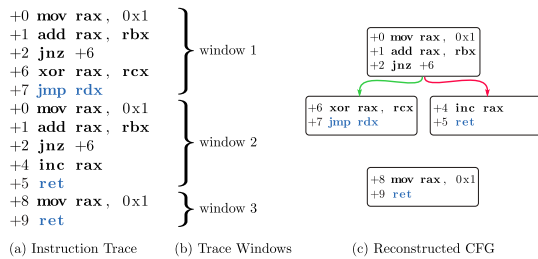 +0 mov rax, 0x1
+1 add rax, rbx
+2 jnz +6
+6 xor rax, rcx
+7 jmp rdx
+0 mov rax, 0x1
+1 add rax, rbx
+2 jnz +6
+4 inc rax
+5 ret
+8 mov rax, 0x1
+9 ret
window 1
window 2
window 3
+0 mov rax, 0x1
+1 add rax, rbx
+2 jnz +6
+6 xor rax, rcx
+7 jmp rdx
+4 inc rax
+5 ret
+8 mov rax, 0x1
+9 ret
(a) Instruction Trace
(b) Trace Windows
(c) Reconstructed CFG